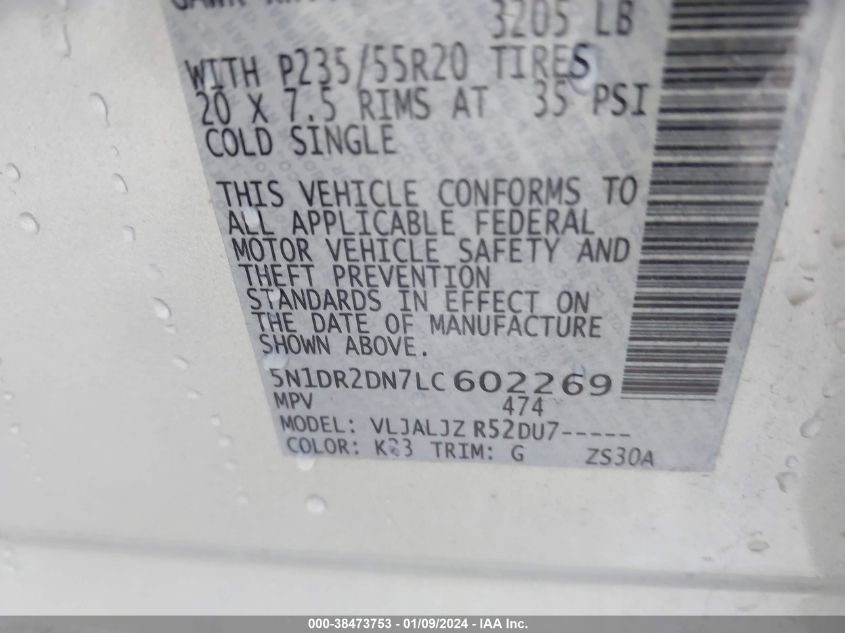 3205 LB
WITH P235/55R20 TIRES
20 X 7.5 RIMS AT 35 PSI
COLD SINGLE
THIS VEHICLE CONFORMS TO
ALL APPLICABLE FEDERAL
MOTOR VEHICLE SAFETY AND
THEFT PREVENTION
STANDARDS IN EFFECT ON
THE DATE OF MANUFACTURE
SHOWN ABOVE.
5N1DR2DN7LC602269
MPV 474
MODEL: VLJALJZ R52DU7-----
COLOR: K23 TRIM: G ZS30A
000-38473753 - 01/09/2024 - IAA Inc.